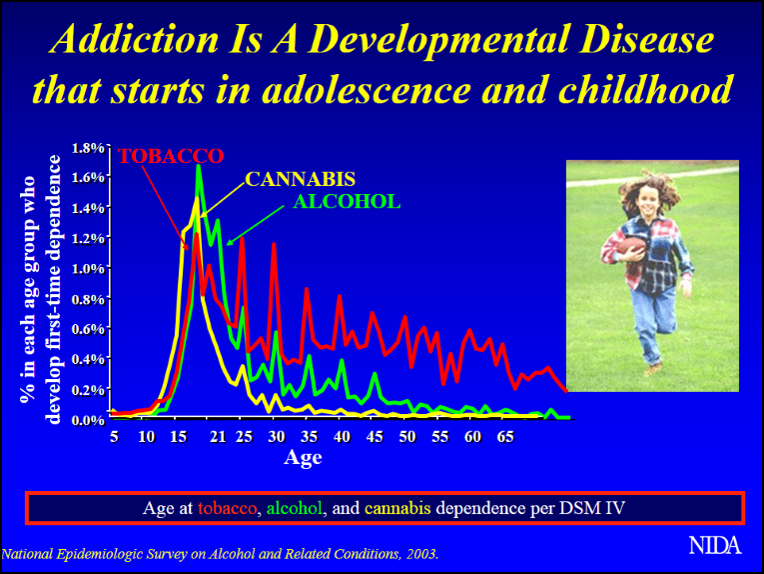 Addiction Is A Developmental Disease
that starts in adolescence and childhood
% in each age group who
develop first-time dependence
1.8%
1.6%
1.4%
1.2%
1.0%
0.8%
0.6%
0.4%
0.2%
0.0%
TOBACCO
CANNABIS
ALCOHOL
5 10 15 21 25 30 35 40 45 50 55 60 65
Age
Age at tobacco, alcohol, and cannabis dependence per DSM IV
National Epidemiologic Survey on Alcohol and Related Conditions, 2003.
NIDA